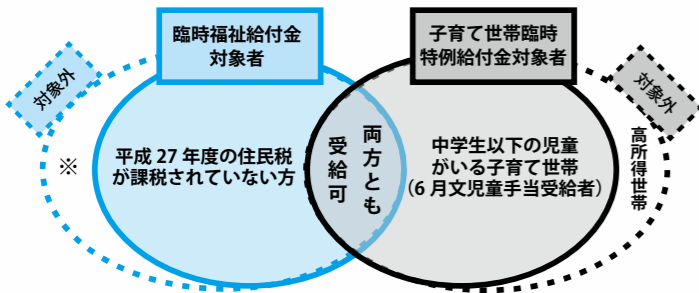 臨時福祉給付金
対象者
子育て世帯臨時
特例給付金対象者
対象外
対象外
※
平成 27 年度の住民税
が課税されていない方
両方とも
受給可
中学生以下の児童
がいる子育て世帯
(6 月文児童手当受給者)
高所得世帯